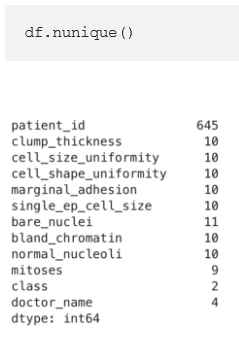 df.nunique()
patient_id 645
clump_thickness 10
cell_size_uniformity 10
cell_shape_uniformity 10
marginal_adhesion 10
single_ep_cell_size 10
bare_nuclei 11
bland_chromatin 10
normal_nucleoli 10
mitoses 9
class 2
doctor_name 4
dtype: int64